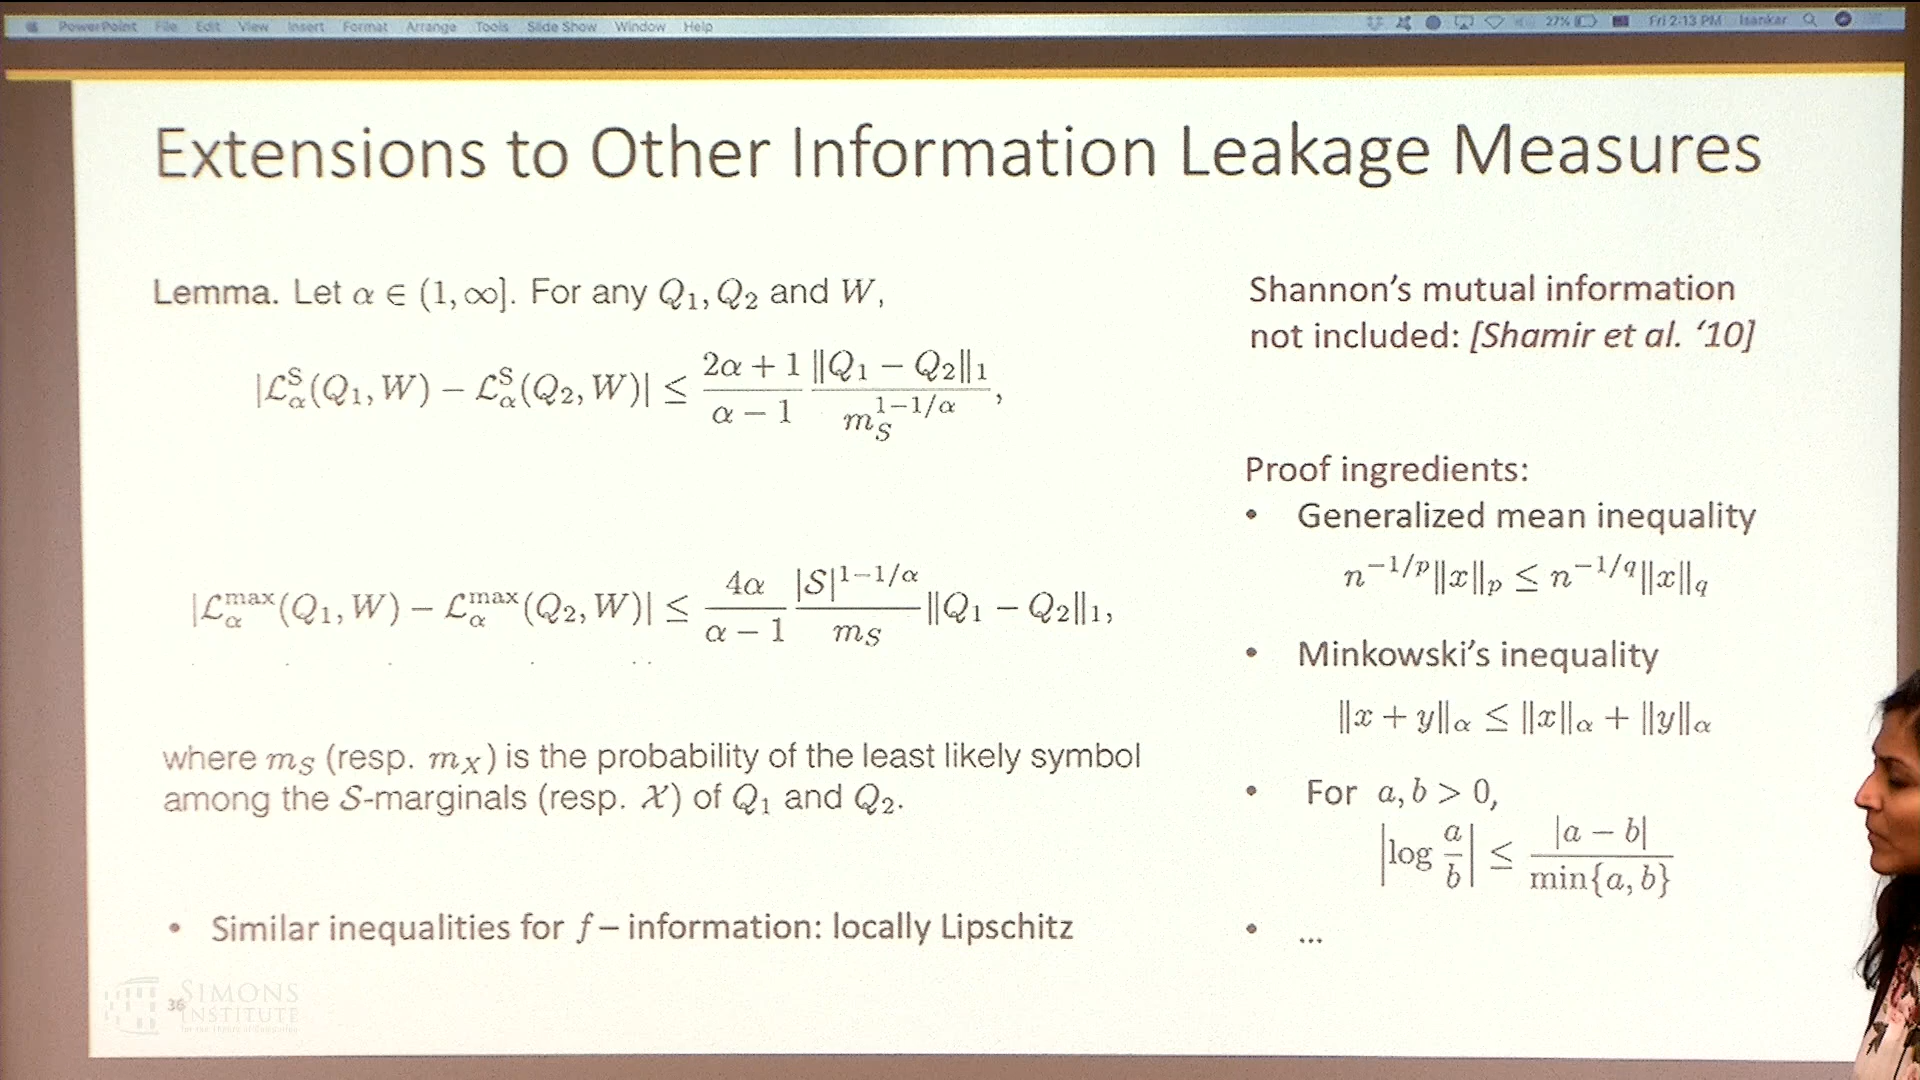 PowerPoint File Edit View Insert Format Arrange Tools Slide Show Window Help 27% Fri 2:13 PM lsankar
Extensions to Other Information Leakage Measures
Lemma. Let α ∈ (1, ∞]. For any Q₁, Q₂ and W,
|ℒ_α^S(Q₁, W) − ℒ_α^S(Q₂, W)| ≤ (2α + 1)/(α − 1) ‖Q₁ − Q₂‖₁/m_S^{1−1/α},
|ℒ_α^max(Q₁, W) − ℒ_α^max(Q₂, W)| ≤ 4α/(α − 1) |𝒮|^{1−1/α}/m_S ‖Q₁ − Q₂‖₁,
where m_S (resp. m_X) is the probability of the least likely symbol
among the 𝒮-marginals (resp. 𝒳) of Q₁ and Q₂.
• Similar inequalities for f – information: locally Lipschitz
Shannon's mutual information
not included: [Shamir et al. '10]
Proof ingredients:
• Generalized mean inequality
n^{−1/p}‖x‖_p ≤ n^{−1/q}‖x‖_q
• Minkowski's inequality
‖x + y‖_α ≤ ‖x‖_α + ‖y‖_α
• For a, b > 0,
|log a/b| ≤ |a − b|/min{a, b}
• ...
36
SIMONS
INSTITUTE
for the Theory of Computing